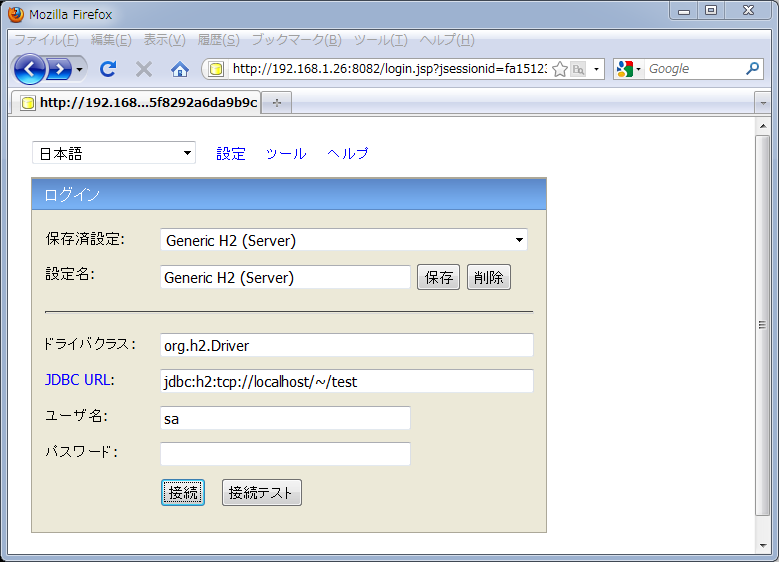 Mozilla Firefox
ファイル(F) 編集(E) 表示(V) 履歴(S) ブックマーク(B) ツール(T) ヘルプ(H)
http://192.168.1.26:8082/login.jsp?jsessionid=fa1512 Google
http://192.168...5f8292a6da9b9c
日本語 設定 ツール ヘルプ
ログイン
保存済設定: Generic H2 (Server)
設定名: Generic H2 (Server) 保存 削除
ドライバクラス: org.h2.Driver
JDBC URL: jdbc:h2:tcp://localhost/~/test
ユーザ名: sa
パスワード:
接続 接続テスト